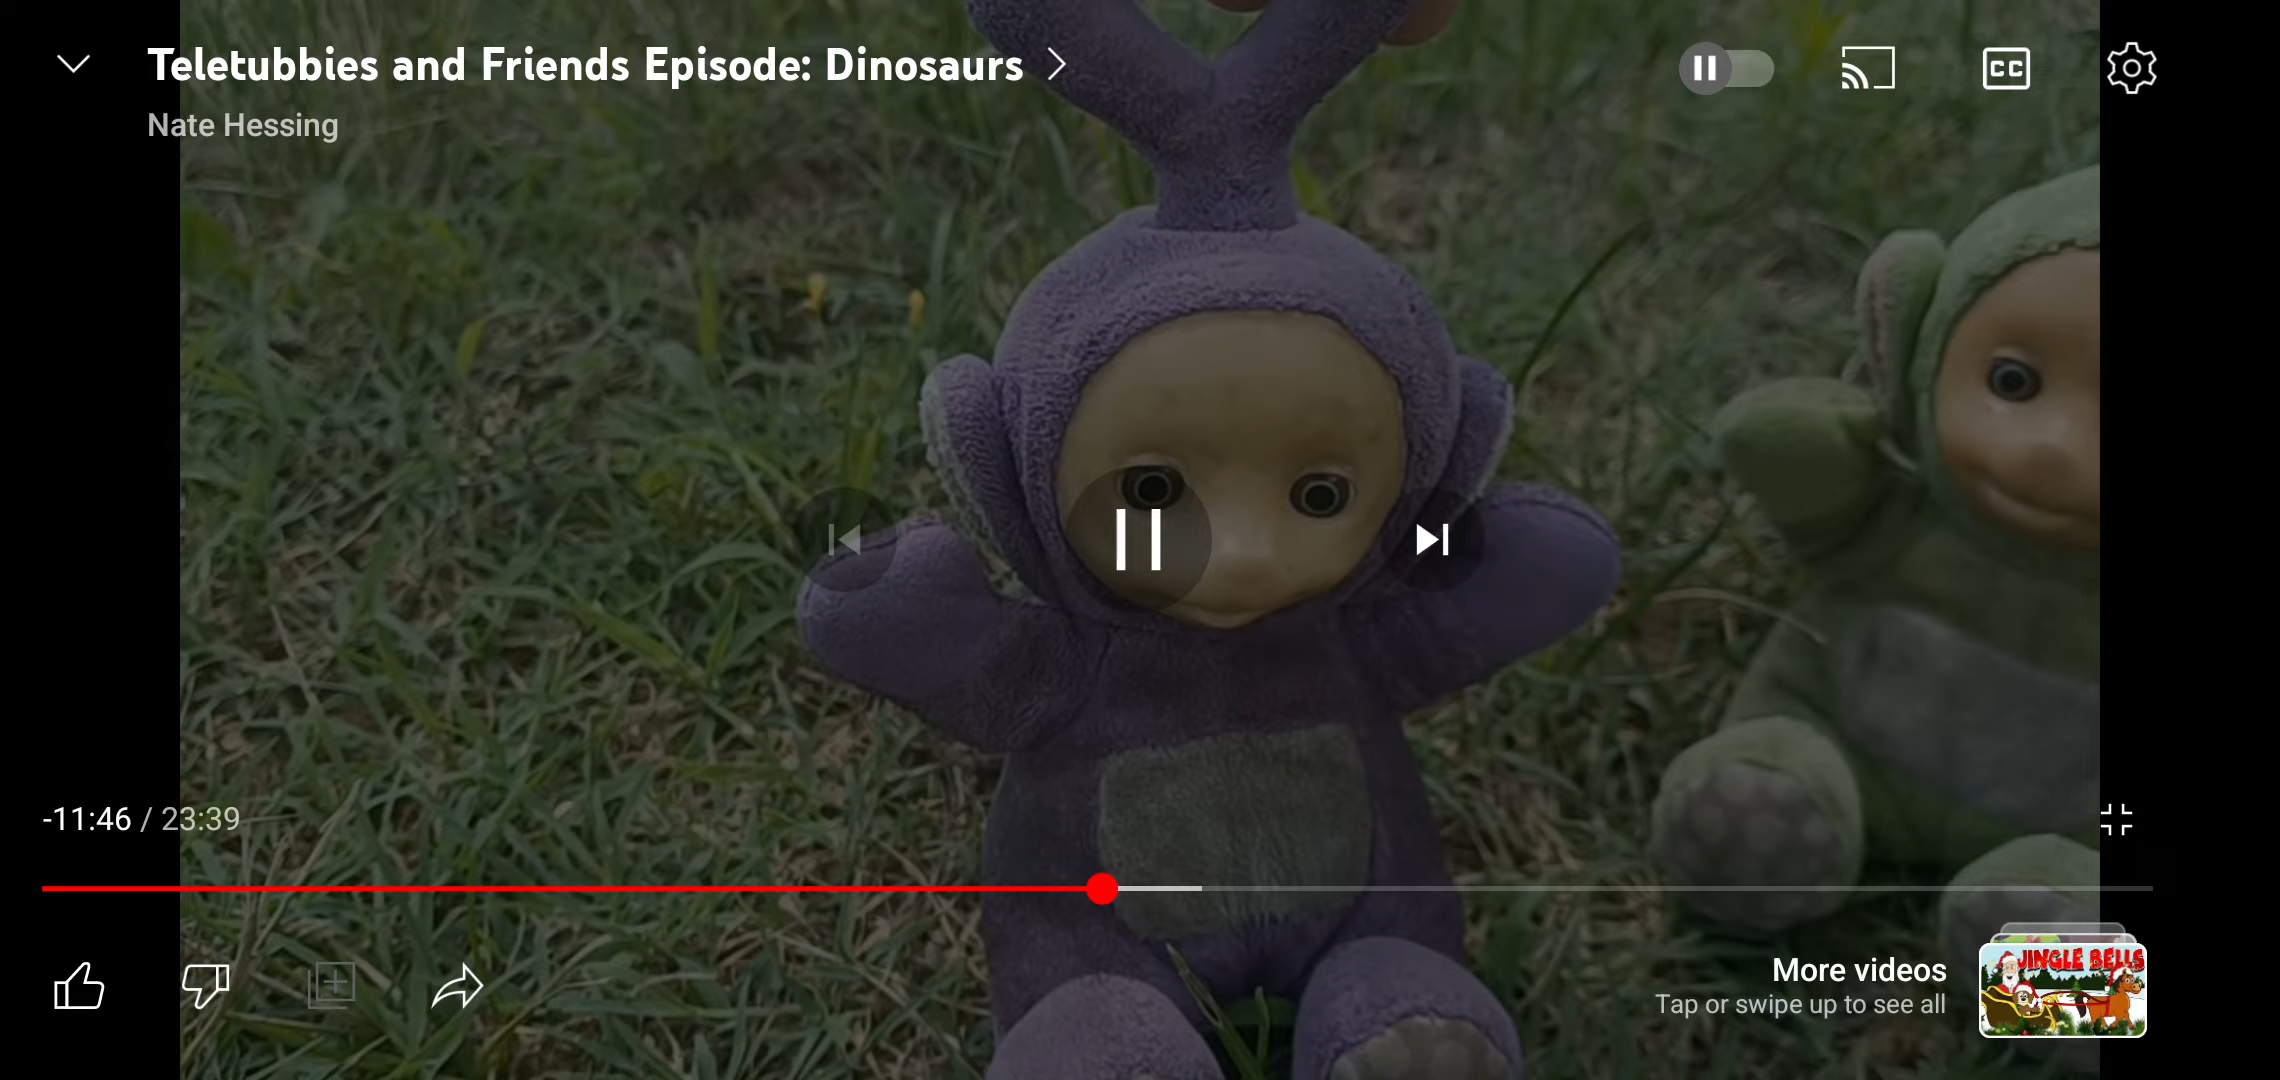 Teletubbies and Friends Episode: Dinosaurs
CC
Nate Hessing
-11:46 / 23:39
More videos
Tap or swipe up to see all
JINGLE BELLS